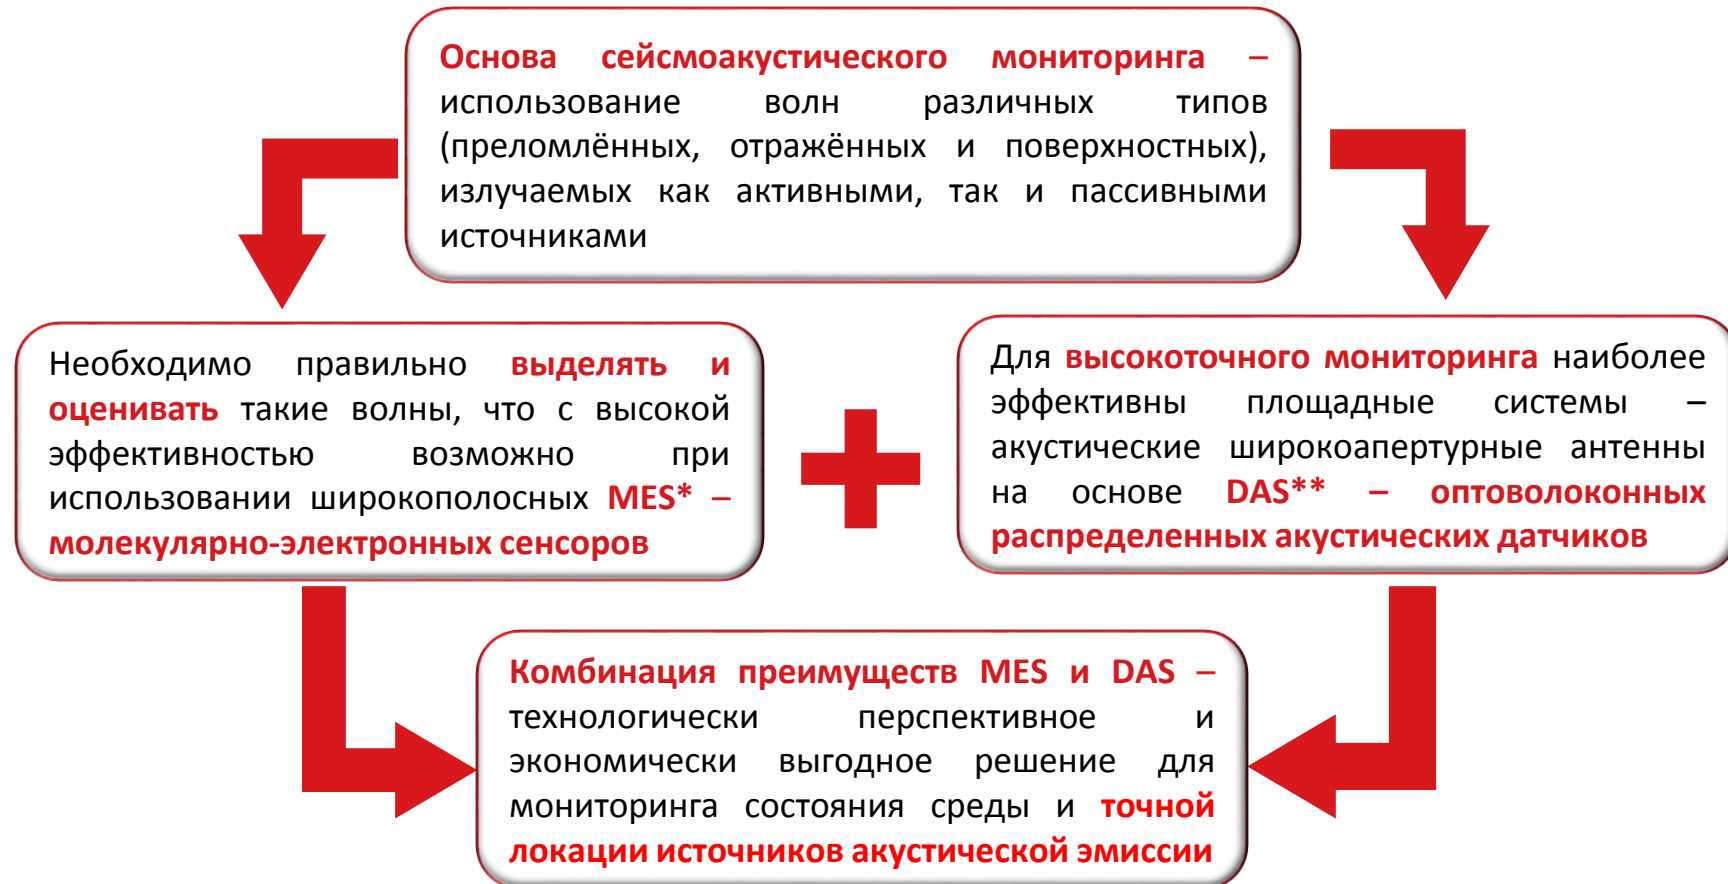 Основа сейсмоакустического мониторинга –
использование волн различных типов
(преломлённых, отражённых и поверхностных),
излучаемых как активными, так и пассивными
источниками
Необходимо правильно выделять и
оценивать такие волны, что с высокой
эффективностью возможно при
использовании широкополосных MES* –
молекулярно-электронных сенсоров
Для высокоточного мониторинга наиболее
эффективны площадные системы –
акустические широкоапертурные антенны
на основе DAS** – оптоволоконных
распределенных акустических датчиков
Комбинация преимуществ MES и DAS –
технологически перспективное и
экономически выгодное решение для
мониторинга состояния среды и точной
локации источников акустической эмиссии